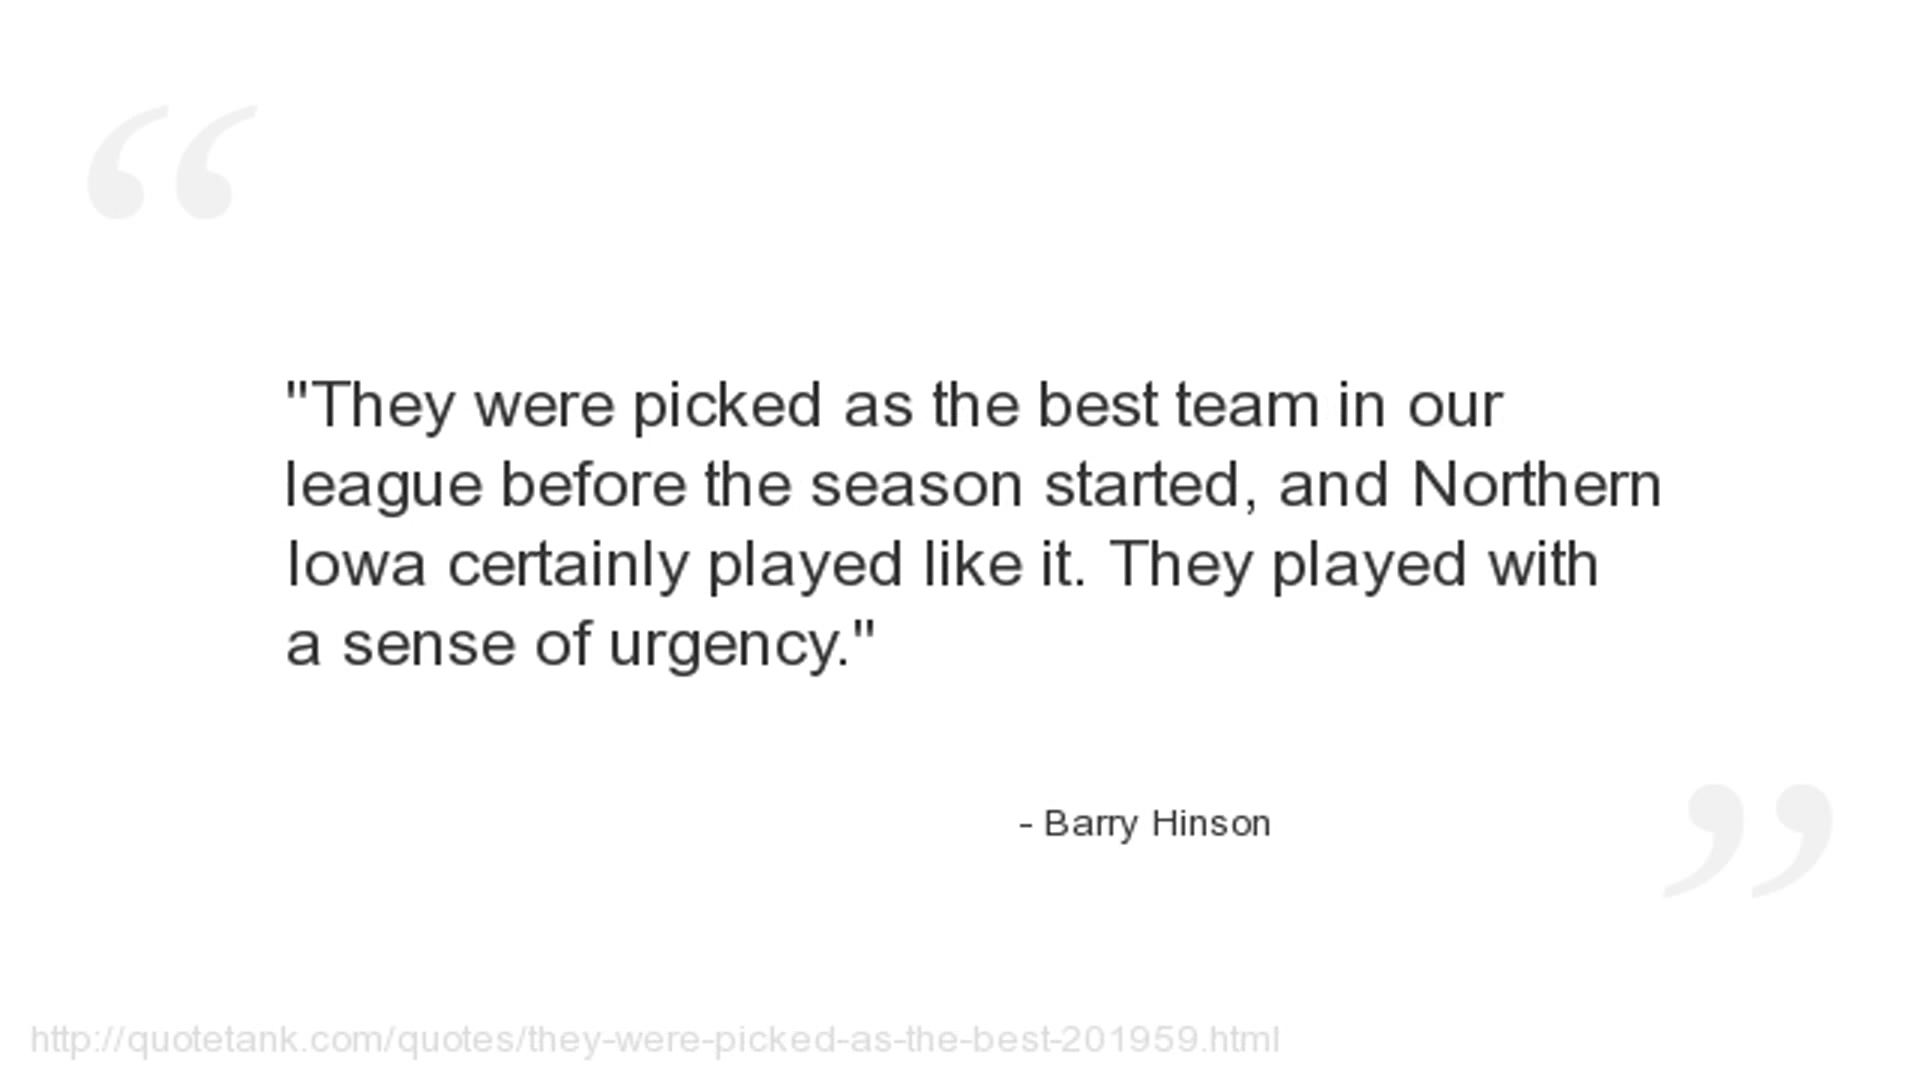 "They were picked as the best team in our
league before the season started, and Northern
Iowa certainly played like it. They played with
a sense of urgency."
- Barry Hinson
http://quotetank.com/quotes/they-were-picked-as-the-best-201959.html